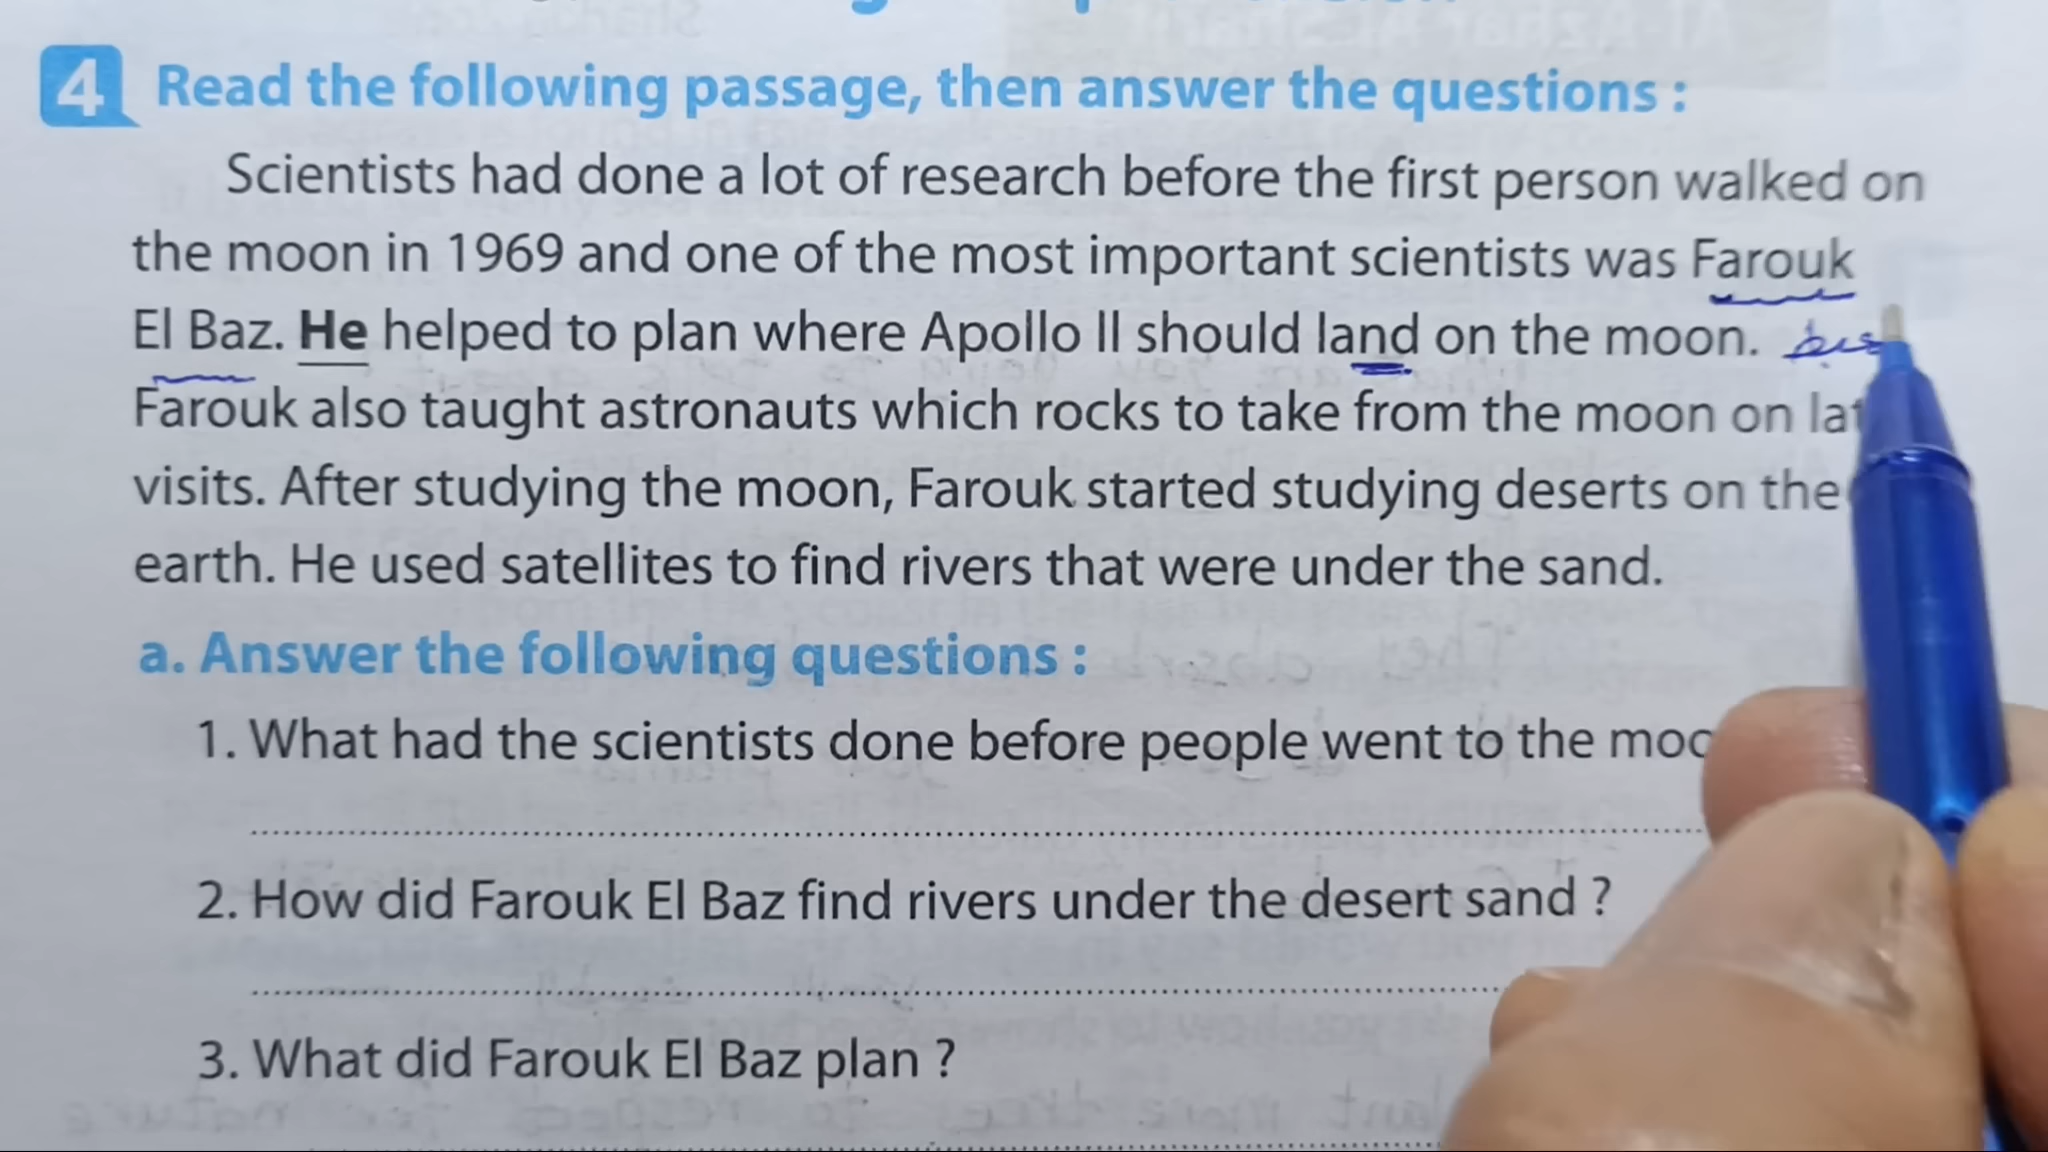 4 Read the following passage, then answer the questions :
Scientists had done a lot of research before the first person walked on
the moon in 1969 and one of the most important scientists was Farouk
El Baz. He helped to plan where Apollo II should land on the moon.
Farouk also taught astronauts which rocks to take from the moon on
visits. After studying the moon, Farouk started studying deserts on the
earth. He used satellites to find rivers that were under the sand.
a. Answer the following questions :
1. What had the scientists done before people went to the
2. How did Farouk El Baz find rivers under the desert sand ?
3. What did Farouk El Baz plan ?